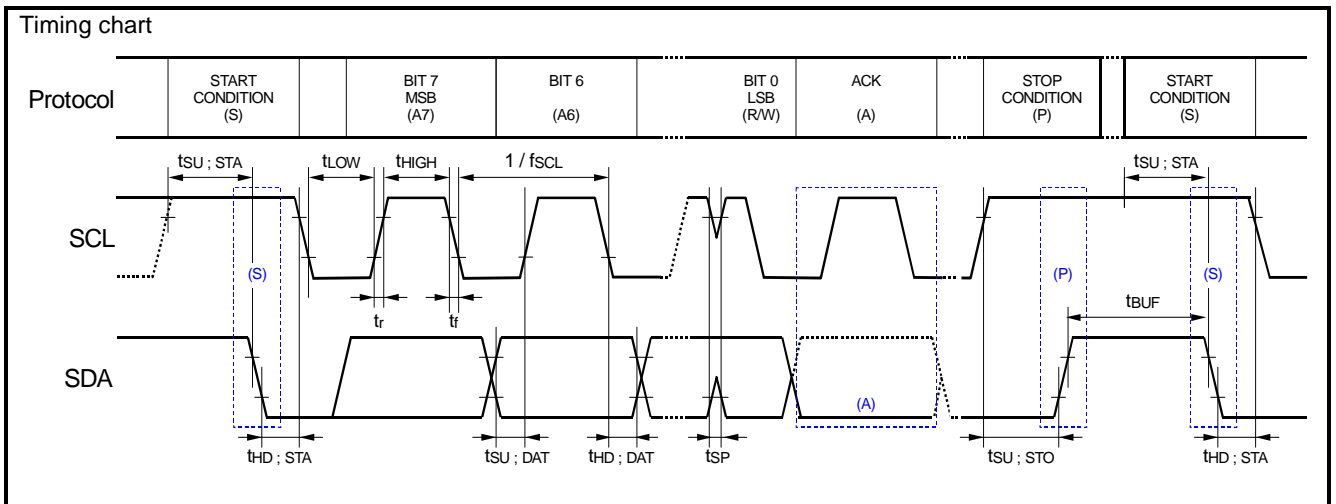 Timing chart
Protocol
START
CONDITION
(S)
BIT 7
MSB
(A7)
BIT 6
(A6)
BIT 0
LSB
(R/W)
ACK
(A)
STOP
CONDITION
(P)
START
CONDITION
(S)
tSU ; STA
tLOW
tHIGH
1 / fSCL
tSU ; STA
SCL
(S)
(P)
(S)
tr
tf
tBUF
SDA
(A)
tHD ; STA
tSU ; DAT
tHD ; DAT
tSP
tSU ; STO
tHD ; STA